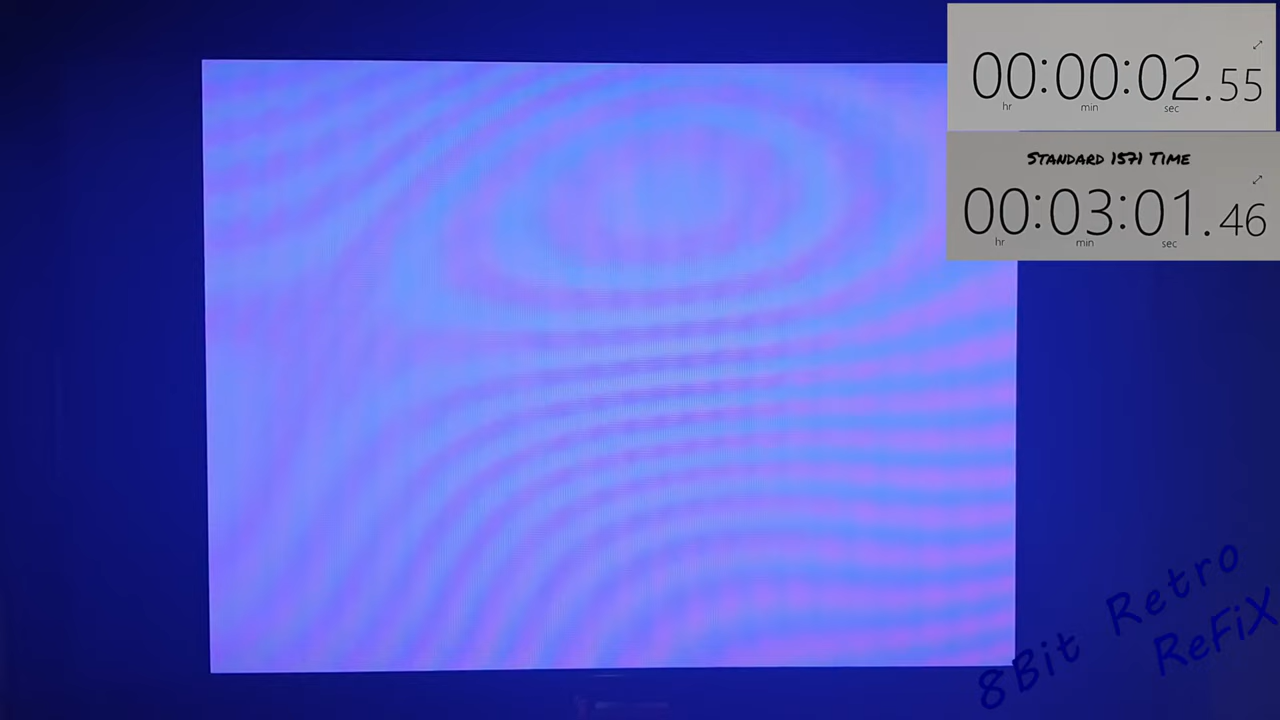 00:00:02.55
hr min sec
STANDARD 1571 TIME
00:03:01.46
hr min sec
8Bit Retro
ReFiX